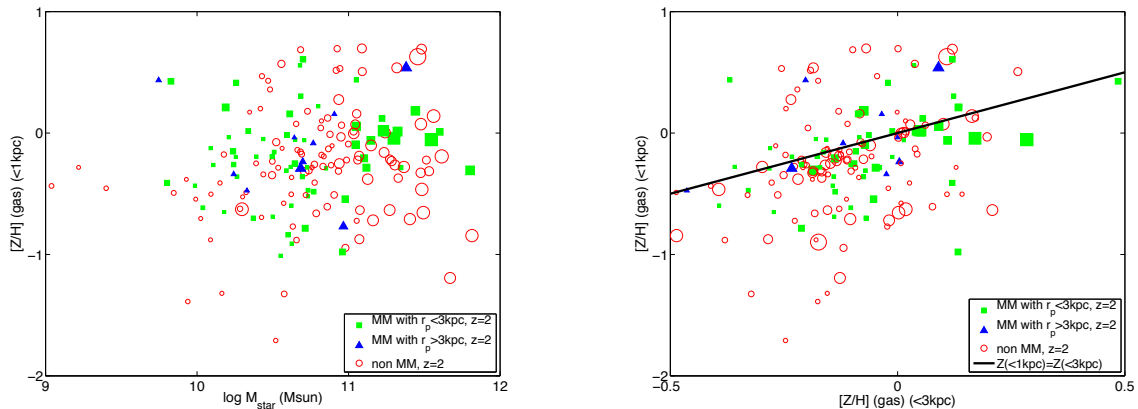 1
0
−1
−2
9
10
11
12
[Z/H] (gas) (<1kpc)
log M_star (Msun)
MM with r_p<3kpc, z=2
MM with r_p>3kpc, z=2
non MM, z=2
1
0
−1
−2
−0.5
0
0.5
[Z/H] (gas) (<1kpc)
[Z/H] (gas) (<3kpc)
MM with r_p<3kpc, z=2
MM with r_p>3kpc, z=2
non MM, z=2
Z(<1kpc)=Z(<3kpc)